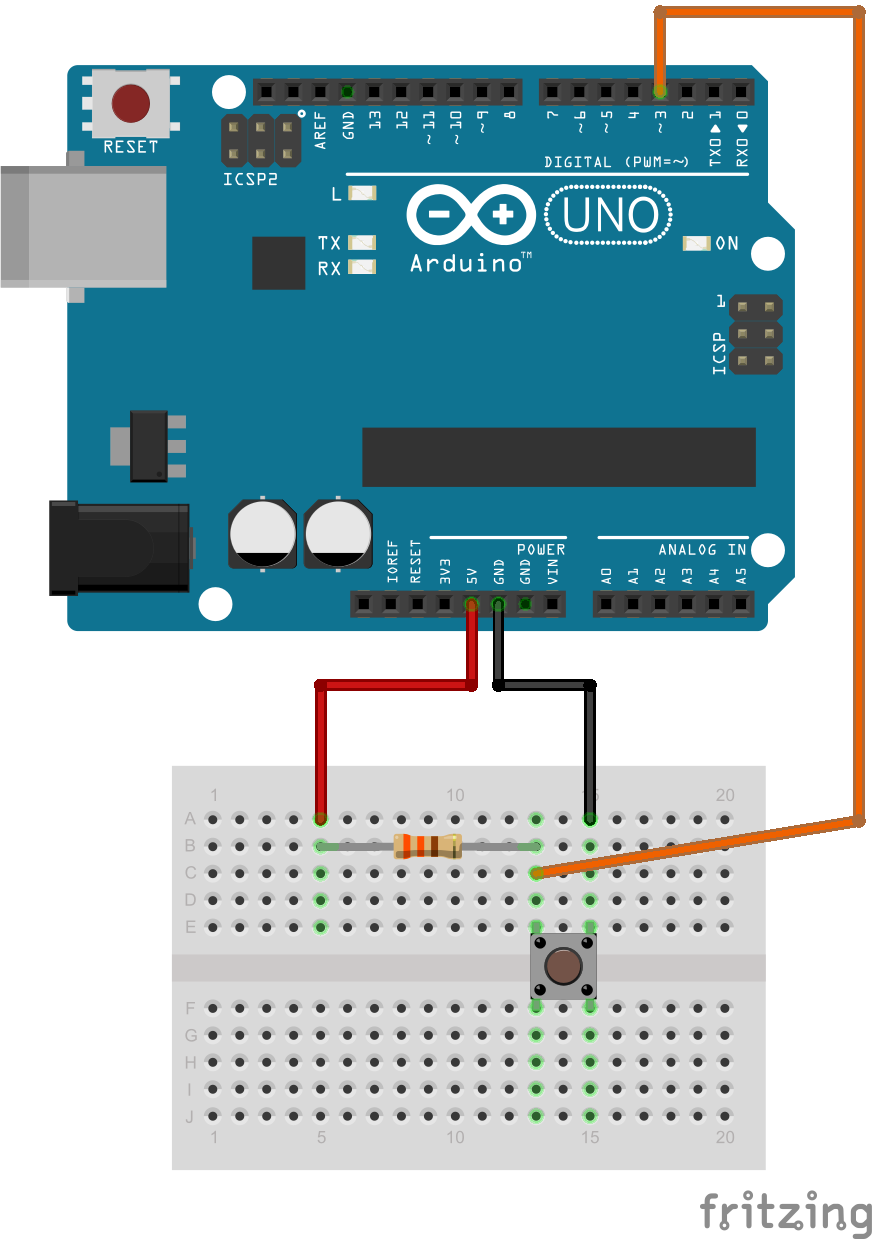 RESET
ICSP2
AREF
GND
13
12
~11
~10
~9
8
7
~6
~5
4
~3
2
TX0▶1
RX0◀0
DIGITAL (PWM=~)
L
TX
RX
UNO
Arduino™
ON
1
ICSP
IOREF
RESET
3V3
5V
GND
GND
VIN
POWER
ANALOG IN
A0
A1
A2
A3
A4
A5
1 10 15 20
A
B
C
D
E
F
G
H
I
J
1 5 10 15 20
fritzing